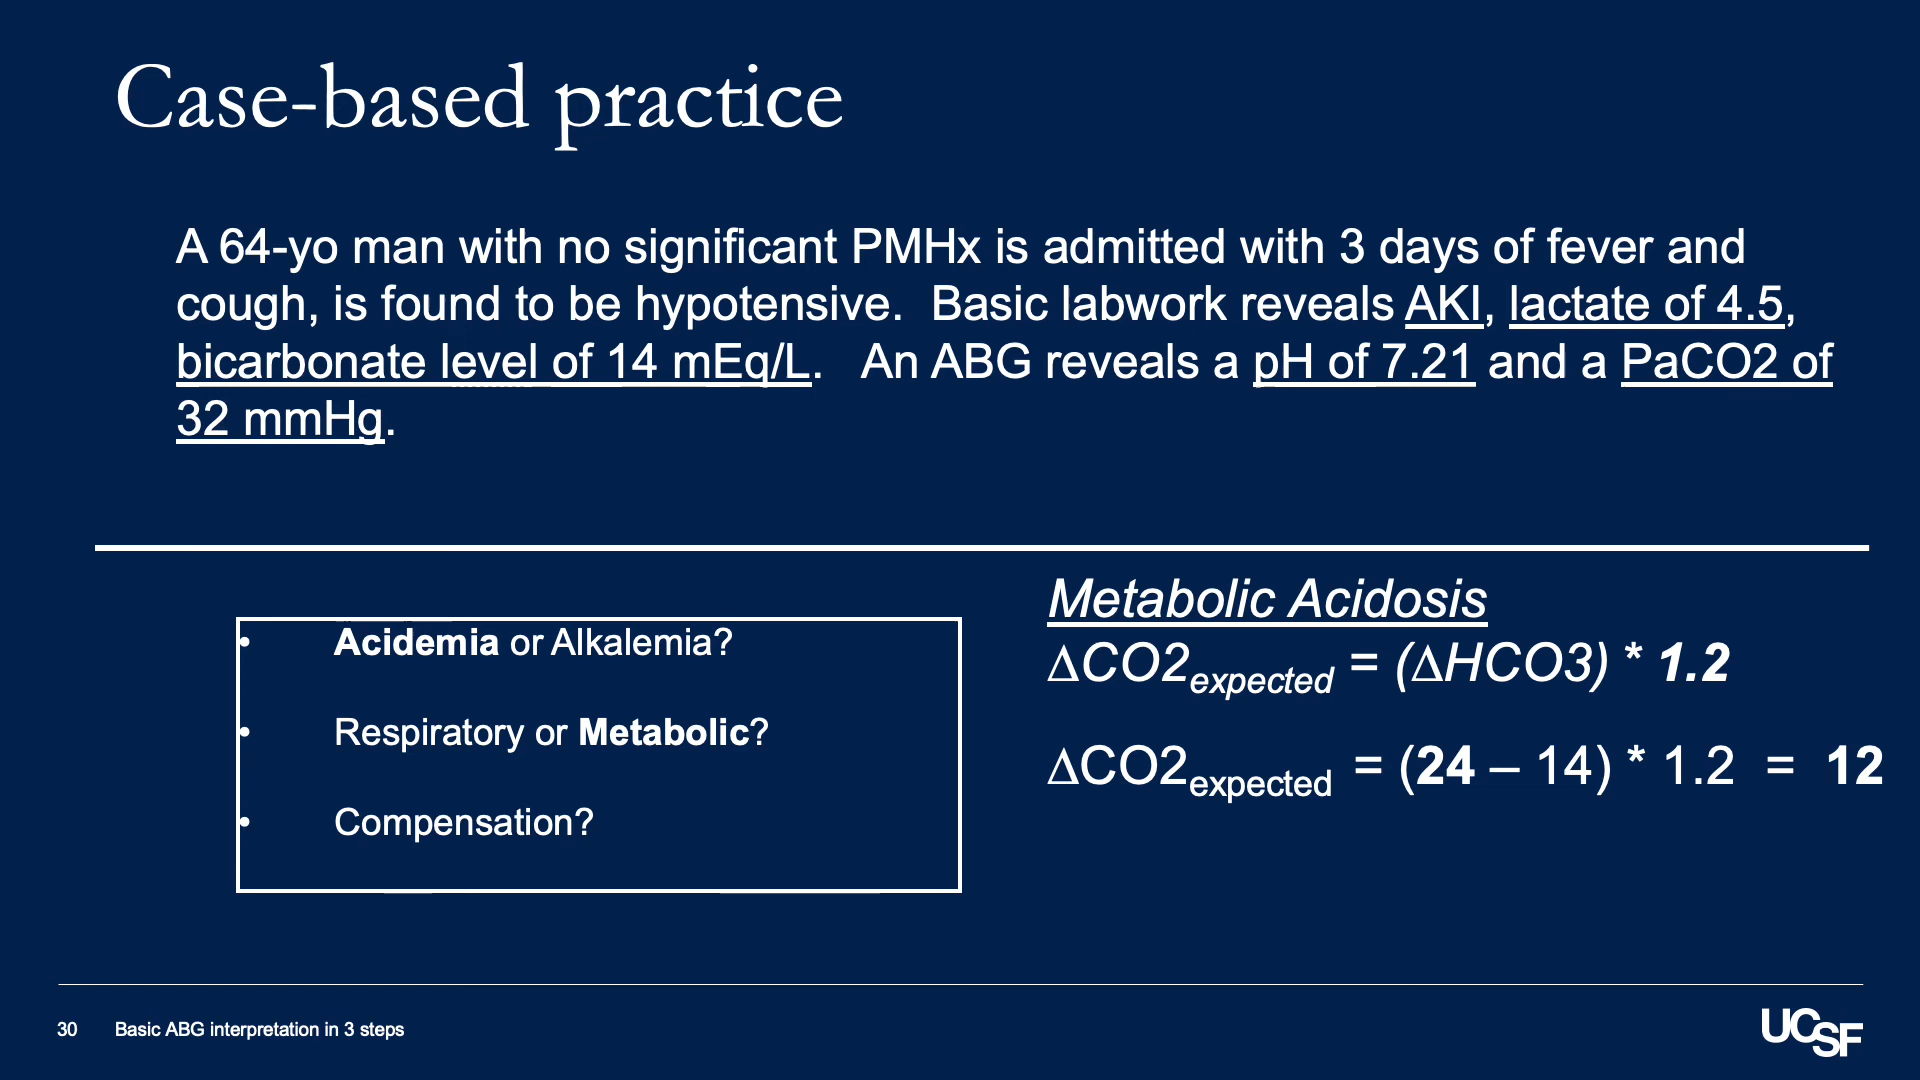 Case-based practice
A 64-yo man with no significant PMHx is admitted with 3 days of fever and
cough, is found to be hypotensive.  Basic labwork reveals AKI, lactate of 4.5,
bicarbonate level of 14 mEq/L.   An ABG reveals a pH of 7.21 and a PaCO2 of
32 mmHg.
• Acidemia or Alkalemia?
• Respiratory or Metabolic?
• Compensation?
Metabolic Acidosis
ΔCO2expected = (ΔHCO3) * 1.2
ΔCO2expected = (24 – 14) * 1.2 = 12
30 Basic ABG interpretation in 3 steps
UCSF